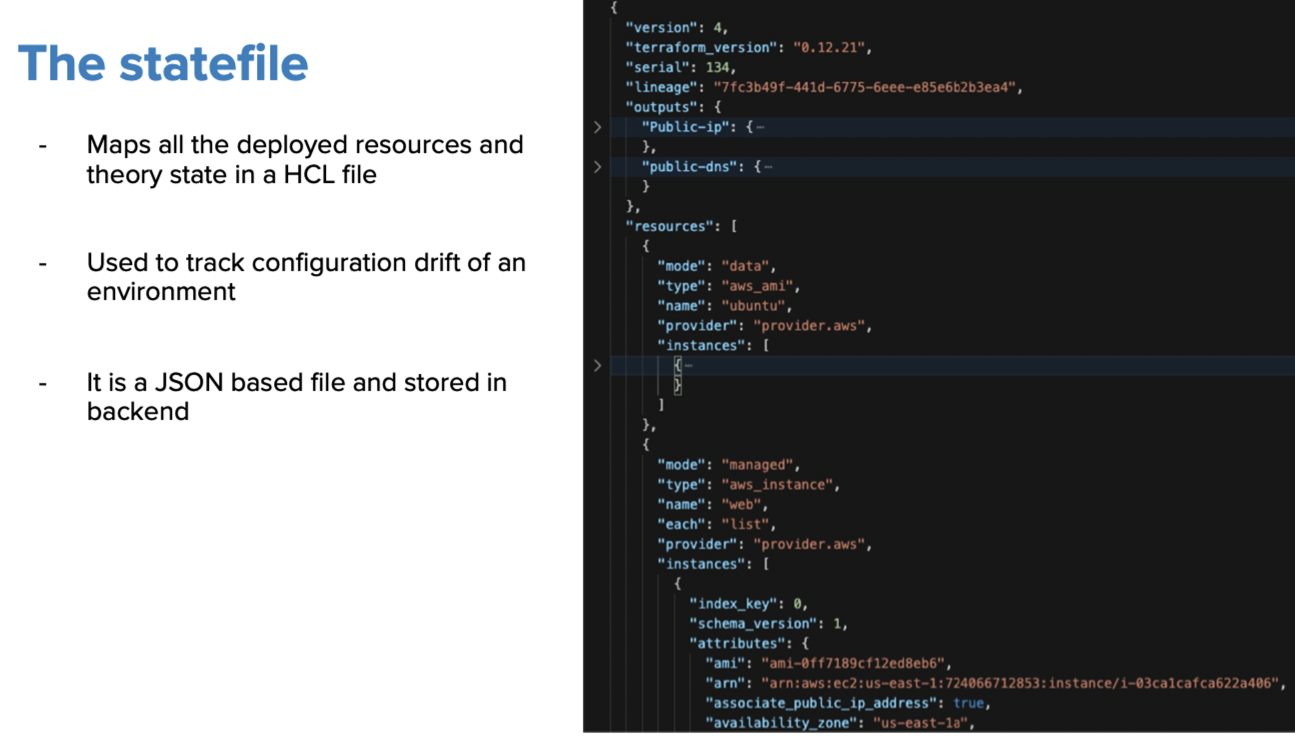 The statefile
- Maps all the deployed resources and
theory state in a HCL file
- Used to track configuration drift of an
environment
- It is a JSON based file and stored in
backend
{
"version": 4,
"terraform_version": "0.12.21",
"serial": 134,
"lineage": "7fc3b49f-441d-6775-6eee-e85e6b2b3ea4",
"outputs": {
"Public-ip": {…
},
"public-dns": {…
}
},
"resources": [
{
"mode": "data",
"type": "aws_ami",
"name": "ubuntu",
"provider": "provider.aws",
"instances": [
{…
}
]
},
{
"mode": "managed",
"type": "aws_instance",
"name": "web",
"each": "list",
"provider": "provider.aws",
"instances": [
{
"index_key": 0,
"schema_version": 1,
"attributes": {
"ami": "ami-0ff7189cf12ed8eb6",
"arn": "arn:aws:ec2:us-east-1:724066712853:instance/i-03ca1cafca622a406",
"associate_public_ip_address": true,
"availability_zone": "us-east-1a",